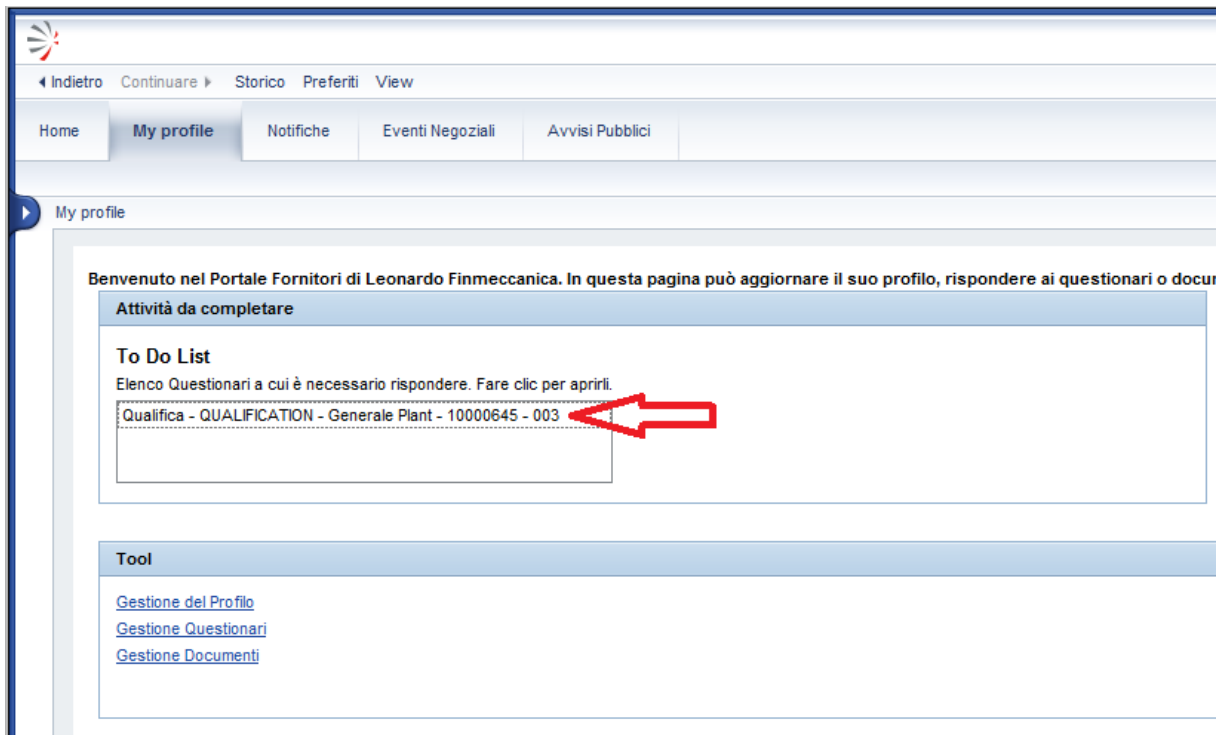 Indietro Continuare Storico Preferiti View
Home My profile Notifiche Eventi Negoziali Avvisi Pubblici
My profile
Benvenuto nel Portale Fornitori di Leonardo Finmeccanica. In questa pagina può aggiornare il suo profilo, rispondere ai questionari o
Attività da completare
To Do List
Elenco Questionari a cui è necessario rispondere. Fare clic per aprirli.
Qualifica - QUALIFICATION - Generale Plant - 10000645 - 003
Tool
Gestione del Profilo
Gestione Questionari
Gestione Documenti